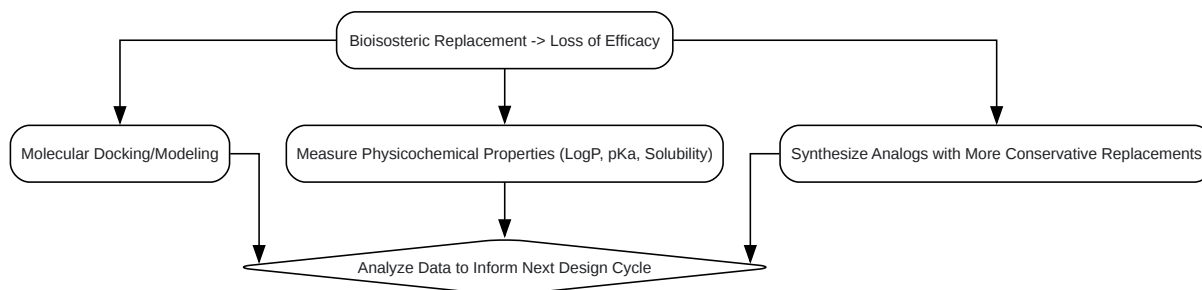 Bioisosteric Replacement -> Loss of Efficacy
Molecular Docking/Modeling
Measure Physicochemical Properties (LogP, pKa, Solubility)
Synthesize Analogs with More Conservative Replacements
Analyze Data to Inform Next Design Cycle